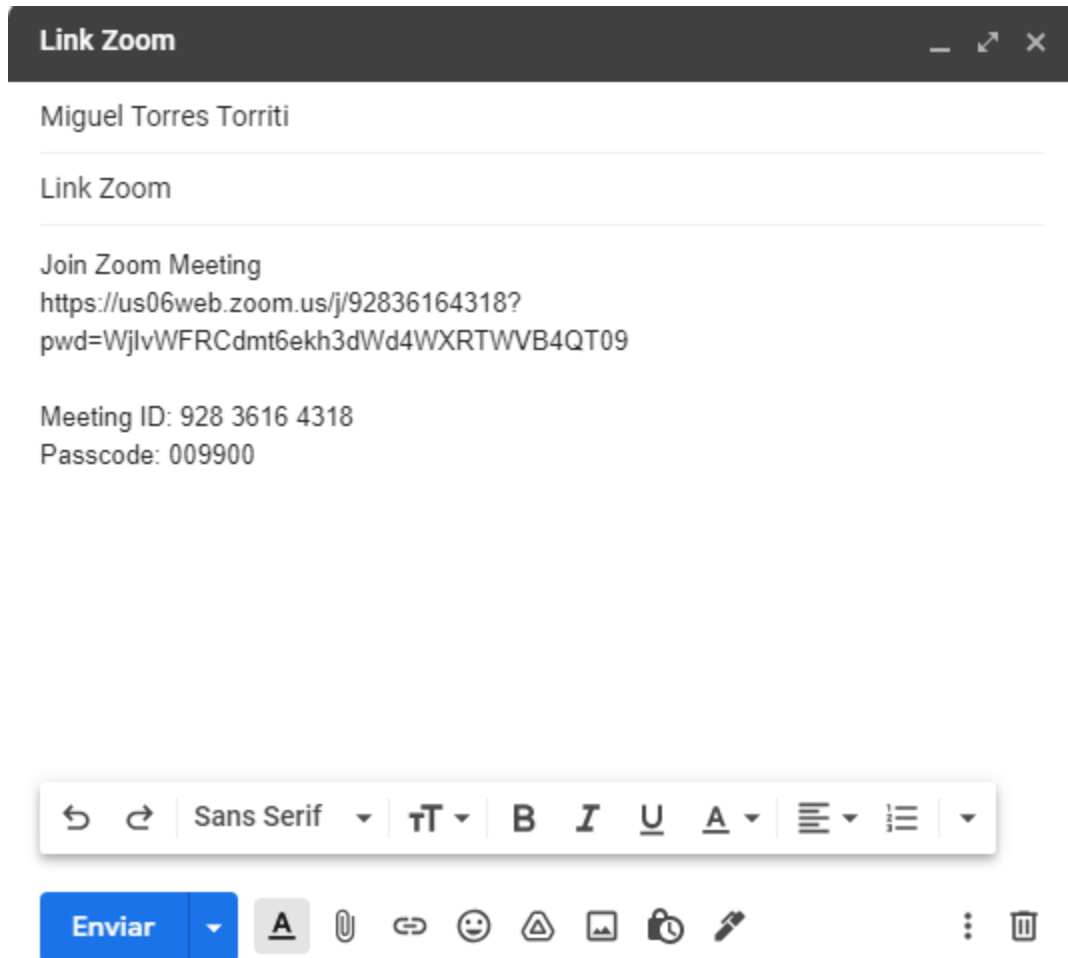 Link Zoom
Miguel Torres Torriti
Link Zoom
Join Zoom Meeting
https://us06web.zoom.us/j/92836164318?
pwd=WjlvWFRCdmt6ekh3dWd4WXRTWVB4QT09
Meeting ID: 928 3616 4318
Passcode: 009900
Sans Serif
Enviar